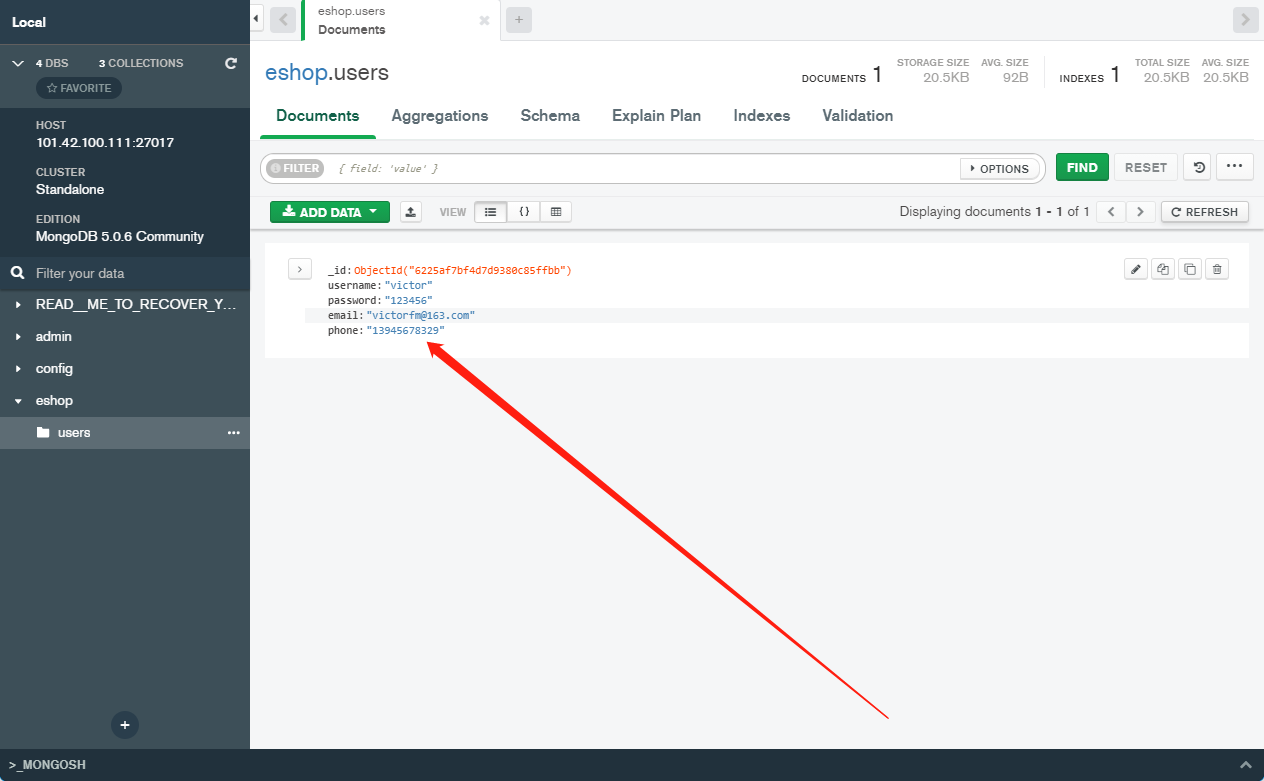 Local
4 DBS 3 COLLECTIONS
FAVORITE
HOST
101.42.100.111:27017
CLUSTER
Standalone
EDITION
MongoDB 5.0.6 Community
Filter your data
READ__ME_TO_RECOVER_Y...
admin
config
eshop
users
>_MONGOSH
eshop.users
Documents
eshop.users
DOCUMENTS 1
STORAGE SIZE
20.5KB
AVG. SIZE
92B
INDEXES 1
TOTAL SIZE
20.5KB
AVG. SIZE
20.5KB
Documents Aggregations Schema Explain Plan Indexes Validation
FILTER { field: 'value' } OPTIONS FIND RESET
ADD DATA VIEW {} Displaying documents 1 - 1 of 1 REFRESH
_id: ObjectId("6225af7bf4d7d9380c85ffbb")
username: "victor"
password: "123456"
email: "victorfm@163.com"
phone: "13945678329"